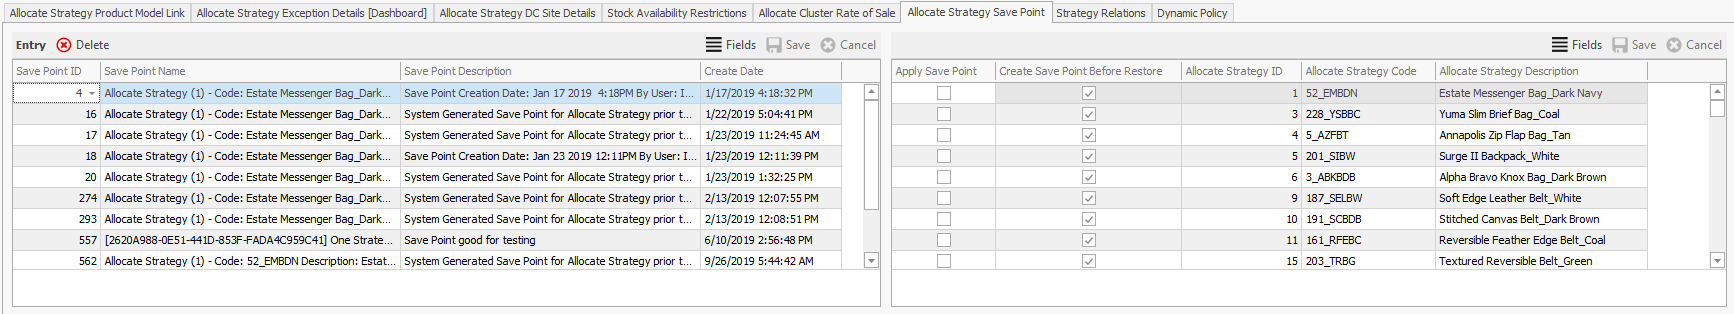 Allocate Strategy Product Model Link Allocate Strategy Exception Details [Dashboard] Allocate Strategy DC Site Details Stock Availability Restrictions Allocate Cluster Rate of Sale Allocate Strategy Save Point Strategy Relations Dynamic Policy
Entry Delete Fields Save Cancel
Save Point ID Save Point Name Save Point Description Create Date
4 Allocate Strategy (1) - Code: Estate Messenger Bag_Dark... Save Point Creation Date: Jan 17 2019 4:18PM By User: I... 1/17/2019 4:18:32 PM
16 Allocate Strategy (1) - Code: Estate Messenger Bag_Dark... System Generated Save Point for Allocate Strategy prior t... 1/22/2019 5:04:41 PM
17 Allocate Strategy (1) - Code: Estate Messenger Bag_Dark... System Generated Save Point for Allocate Strategy prior t... 1/23/2019 11:24:45 AM
18 Allocate Strategy (1) - Code: Estate Messenger Bag_Dark... Save Point Creation Date: Jan 23 2019 12:11PM By User: I... 1/23/2019 12:11:39 PM
20 Allocate Strategy (1) - Code: Estate Messenger Bag_Dark... System Generated Save Point for Allocate Strategy prior t... 1/23/2019 1:32:25 PM
274 Allocate Strategy (1) - Code: Estate Messenger Bag_Dark... System Generated Save Point for Allocate Strategy prior t... 2/13/2019 12:07:55 PM
293 Allocate Strategy (1) - Code: Estate Messenger Bag_Dark... System Generated Save Point for Allocate Strategy prior t... 2/13/2019 12:08:51 PM
557 [2620A988-0E51-441D-853F-FADA4C959C41] One Strate... Save Point good for testing 6/10/2019 2:56:48 PM
562 Allocate Strategy (1) - Code: 52_EMBDN Description: Estat... System Generated Save Point for Allocate Strategy prior t... 9/26/2019 5:44:42 AM
Fields Save Cancel
Apply Save Point Create Save Point Before Restore Allocate Strategy ID Allocate Strategy Code Allocate Strategy Description
1 52_EMBDN Estate Messenger Bag_Dark Navy
3 228_YSBBC Yuma Slim Brief Bag_Coal
4 5_AZFBT Annapolis Zip Flap Bag_Tan
5 201_SIBW Surge II Backpack_White
6 3_ABKBDB Alpha Bravo Knox Bag_Dark Brown
9 187_SELBW Soft Edge Leather Belt_White
10 191_SCBDB Stitched Canvas Belt_Dark Brown
11 161_RFEBC Reversible Feather Edge Belt_Coal
15 203_TRBG Textured Reversible Belt_Green